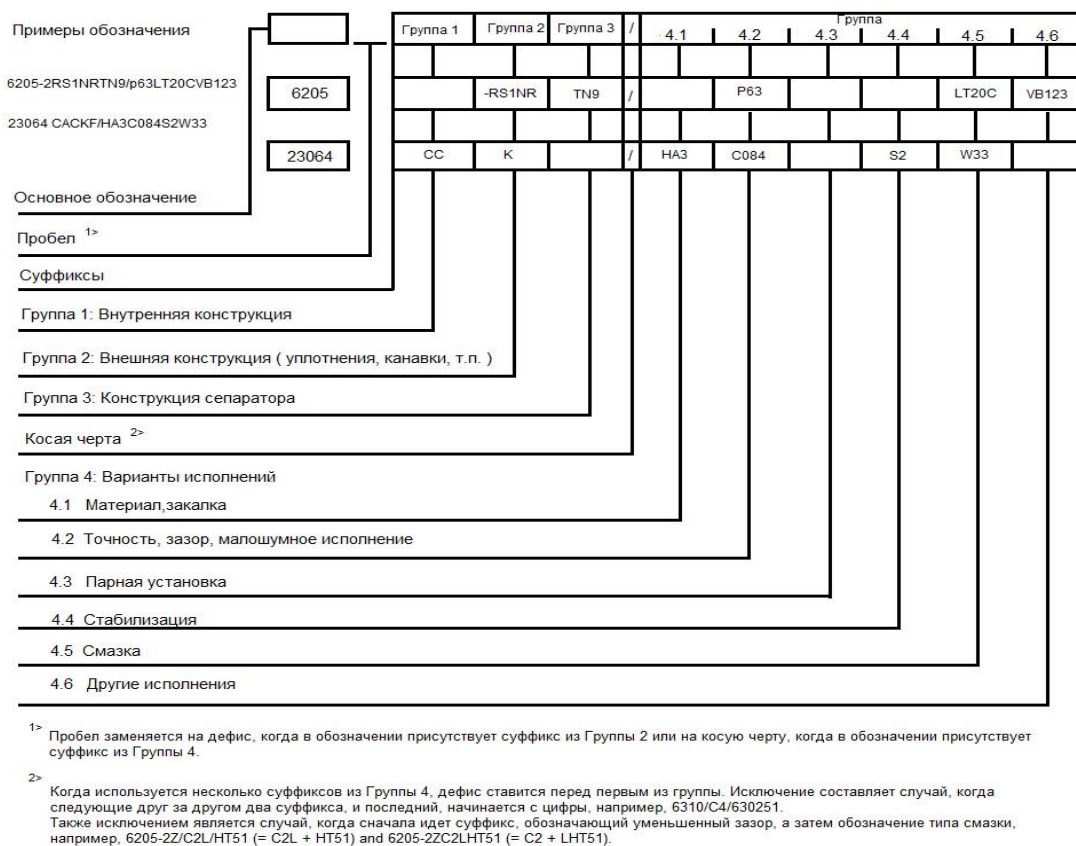 Примеры обозначения
Группа 1 Группа 2 Группа 3 / Группа
4.1 4.2 4.3 4.4 4.5 4.6
6205-2RS1NRTN9/p63LT20CVB123
6205 -RS1NR TN9 / P63 LT20C VB123
23064 CACKF/HA3C084S2W33
23064 CC K / HA3 C084 S2 W33
Основное обозначение
Пробел 1>
Суффиксы
Группа 1: Внутренняя конструкция
Группа 2: Внешняя конструкция ( уплотнения, канавки, т.п. )
Группа 3: Конструкция сепаратора
Косая черта 2>
Группа 4: Варианты исполнений
4.1 Материал,закалка
4.2 Точность, зазор, малошумное исполнение
4.3 Парная установка
4.4 Стабилизация
4.5 Смазка
4.6 Другие исполнения
1> Пробел заменяется на дефис, когда в обозначении присутствует суффикс из Группы 2 или на косую черту, когда в обозначении присутствует
суффикс из Группы 4.
2>
Когда используется несколько суффиксов из Группы 4, дефис ставится перед первым из группы. Исключение составляет случай, когда
следующие друг за другом два суффикса, и последний, начинается с цифры, например, 6310/C4/630251.
Также исключением является случай, когда сначала идет суффикс, обозначающий уменьшенный зазор, а затем обозначение типа смазки,
например, 6205-2Z/C2L/HT51 (= C2L + HT51) and 6205-2ZC2LHT51 (= C2 + LHT51).